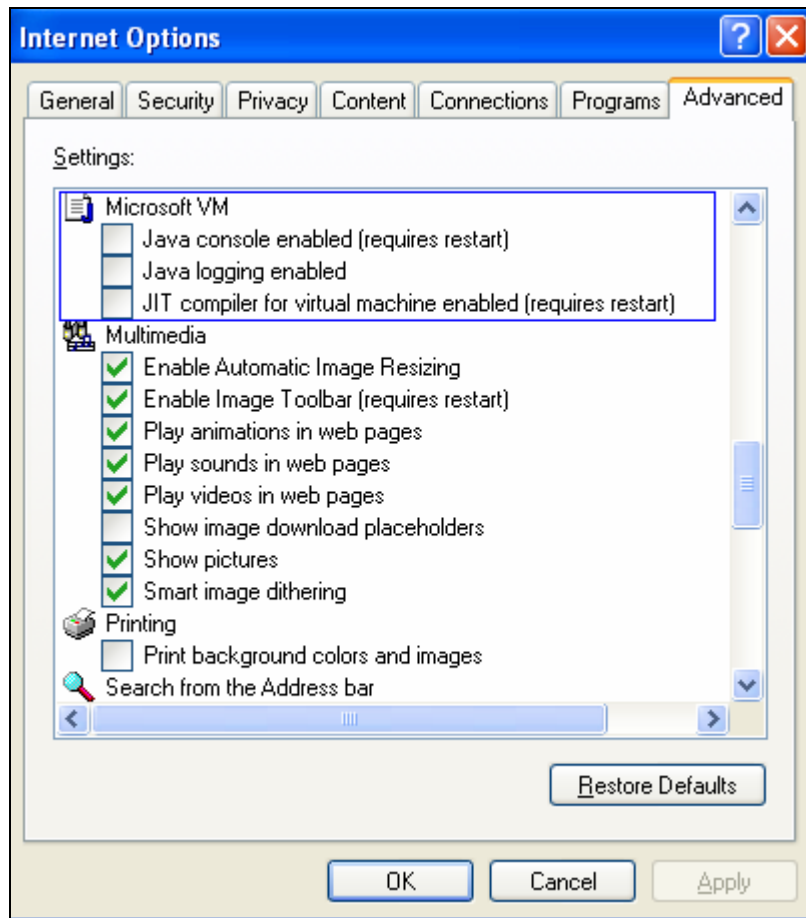 Internet Options
General Security Privacy Content Connections Programs Advanced
Settings:
Microsoft VM
Java console enabled (requires restart)
Java logging enabled
JIT compiler for virtual machine enabled (requires restart)
Multimedia
Enable Automatic Image Resizing
Enable Image Toolbar (requires restart)
Play animations in web pages
Play sounds in web pages
Play videos in web pages
Show image download placeholders
Show pictures
Smart image dithering
Printing
Print background colors and images
Search from the Address bar
Restore Defaults
OK Cancel Apply